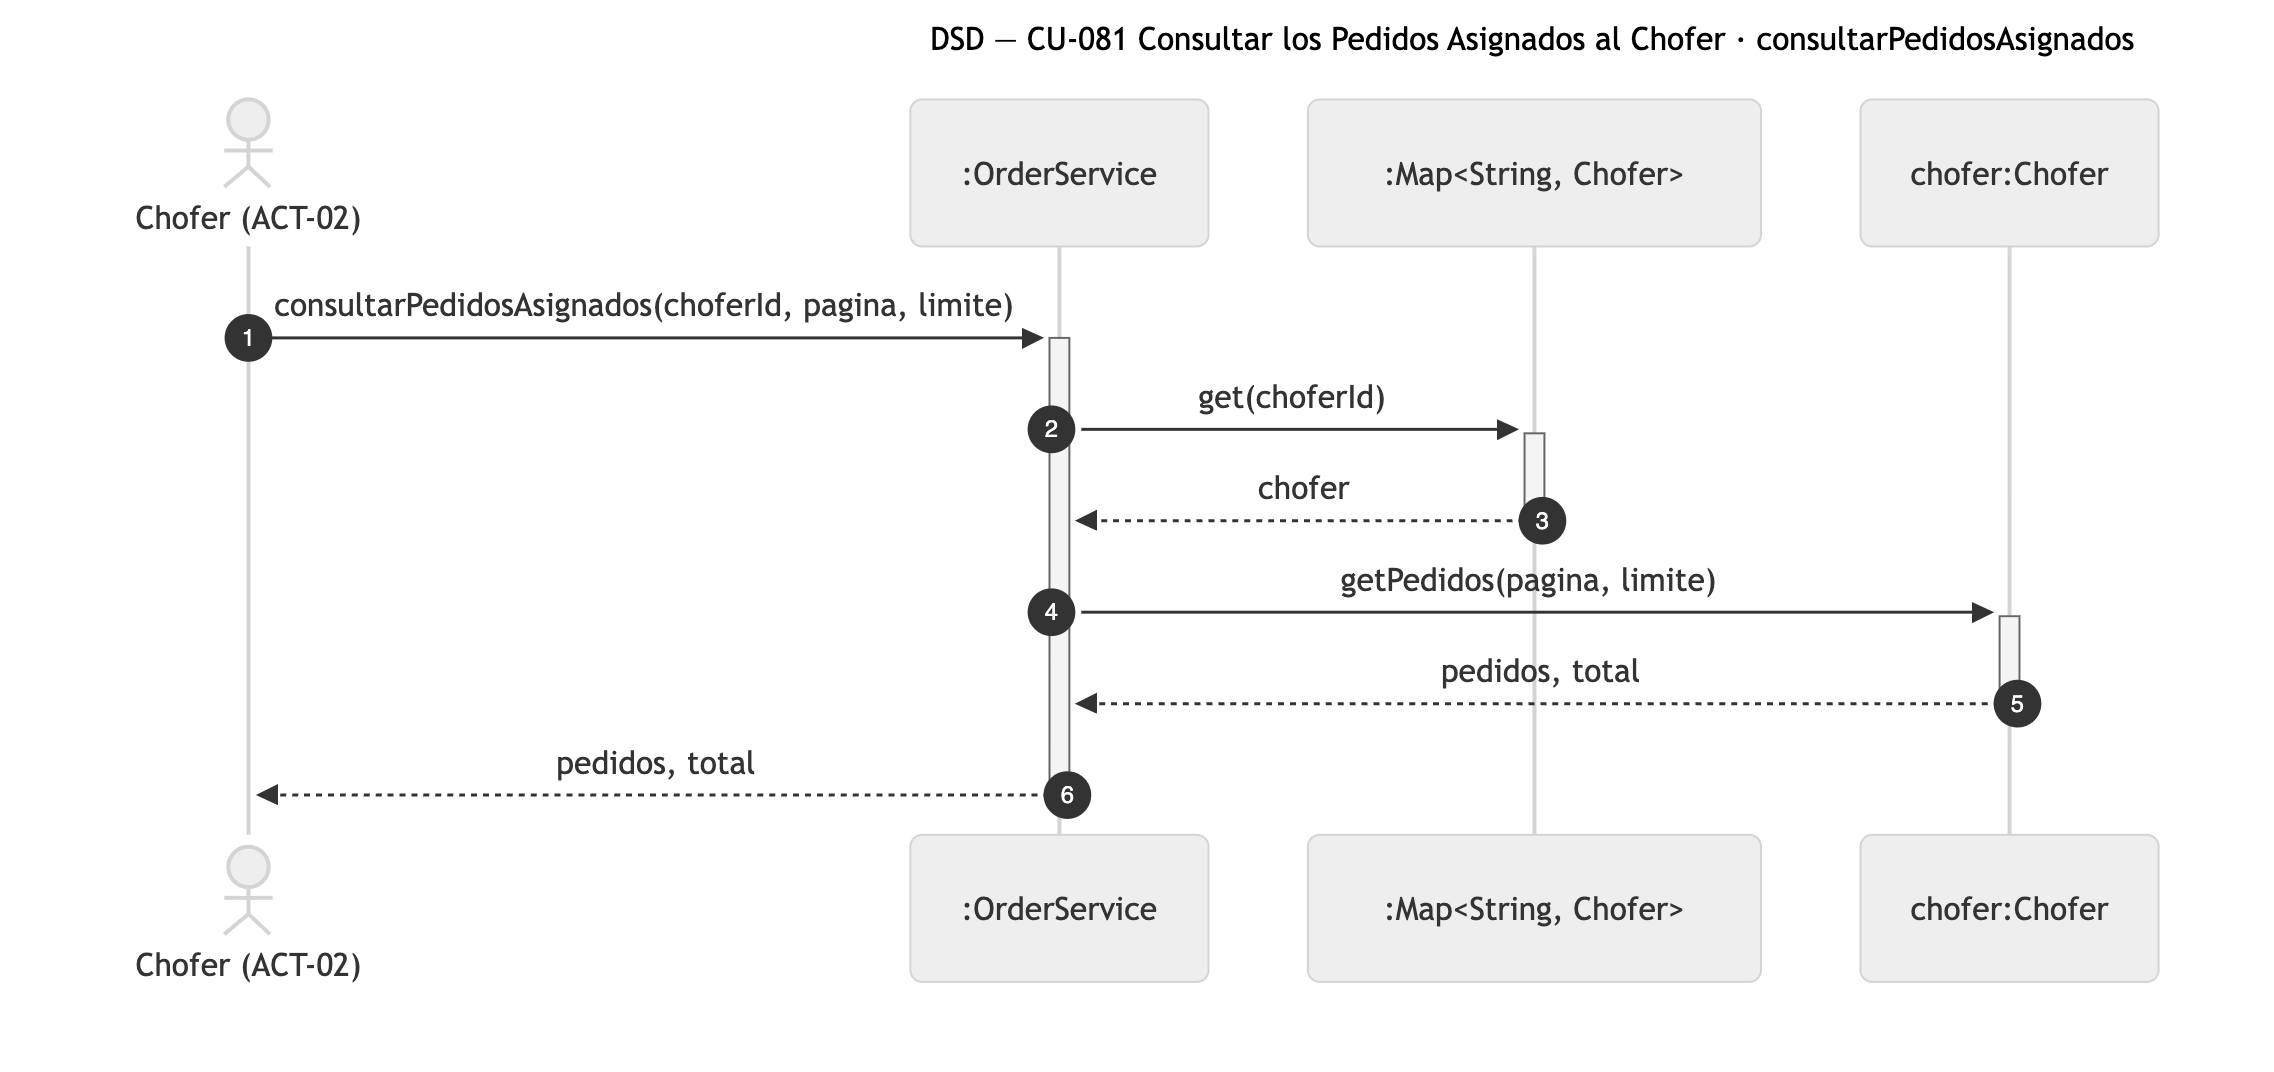 DSD — CU-081 Consultar los Pedidos Asignados al Chofer · consultarPedidosAsignados
Chofer (ACT-02)
:OrderService
:Map<String, Chofer>
chofer:Chofer
consultarPedidosAsignados(choferId, pagina, limite)
1
get(choferId)
2
chofer
3
getPedidos(pagina, limite)
4
pedidos, total
5
pedidos, total
6
Chofer (ACT-02)
:OrderService
:Map<String, Chofer>
chofer:Chofer